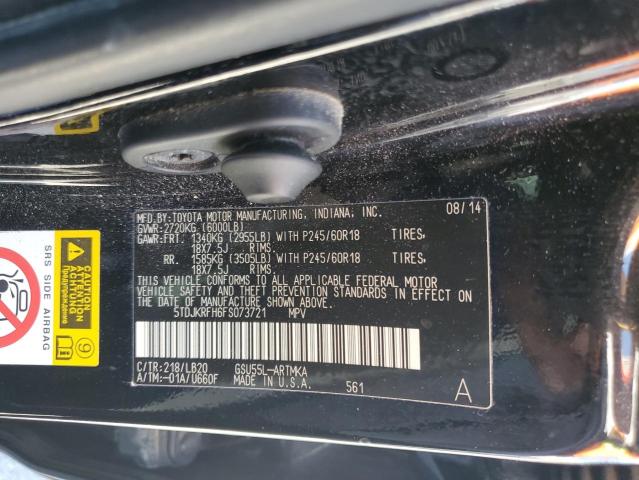 MFD.BY:TOYOTA MOTOR MANUFACTURING, INDIANA, INC. 08/14
GVWR:2720KG (6000LB)
GAWR:FRT. 1340KG (2955LB) WITH P245/60R18 TIRES,
18X7.5J RIMS.
RR. 1585KG (3505LB) WITH P245/60R18 TIRES,
18X7.5J RIMS.
THIS VEHICLE CONFORMS TO ALL APPLICABLE FEDERAL MOTOR
VEHICLE SAFETY AND THEFT PREVENTION STANDARDS IN EFFECT
ON THE DATE OF MANUFACTURE SHOWN ABOVE.
5TDJKRFH6FS073721 MPV
C/TR:218/LB20 GSU55L-ARTMKA
A/TM:-01A/U660F MADE IN U.S.A. 561
A
SRS SIDE AIRBAG
9